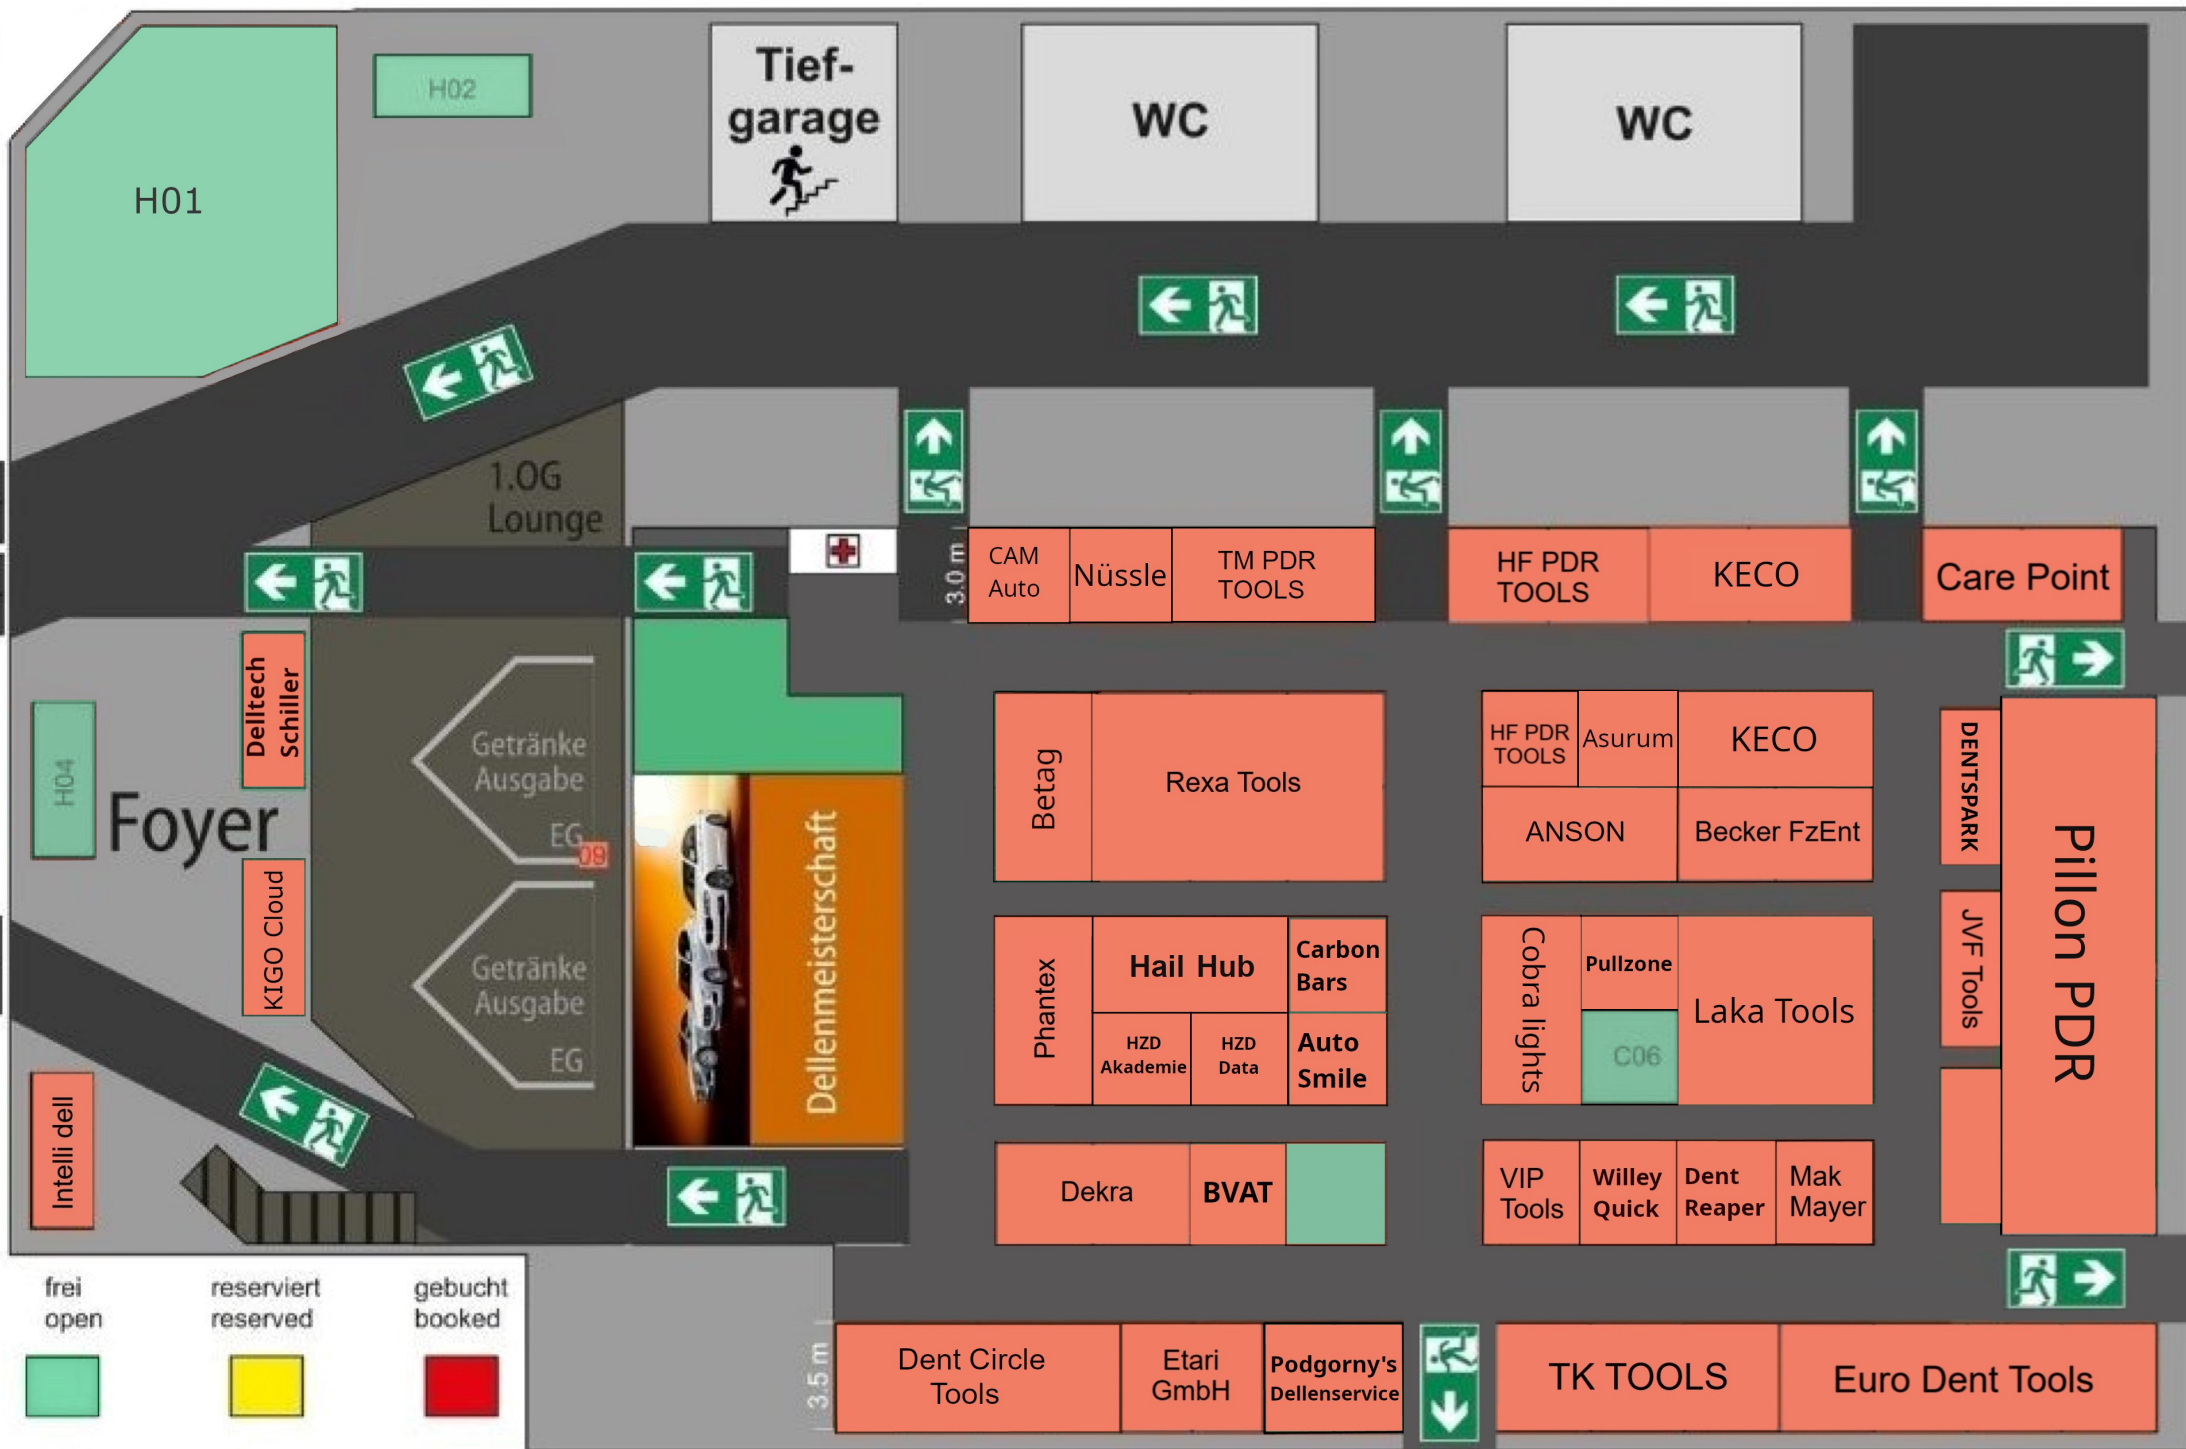 H01
H02
Tief-
garage
WC
WC
1.OG
Lounge
3.0 m
CAM
Auto
Nüssle
TM PDR
TOOLS
HF PDR
TOOLS
KECO
Care Point
Delltech
Schiller
H04
Foyer
KIGO Cloud
Intelli dell
Getränke
Ausgabe
EG
09
Getränke
Ausgabe
EG
Dellenmeisterschaft
Betag
Rexa Tools
HF PDR
TOOLS
Asurum
KECO
ANSON
Becker FzEnt
DENTSPARK
JVF Tools
Pillon PDR
Phantex
Hail Hub
Carbon
Bars
HZD
Akademie
HZD
Data
Auto
Smile
Cobra lights
Pullzone
C06
Laka Tools
Dekra
BVAT
VIP
Tools
Willey
Quick
Dent
Reaper
Mak
Mayer
frei
open
reserviert
reserved
gebucht
booked
3.5 m
Dent Circle
Tools
Etari
GmbH
Podgorny's
Dellenservice
TK TOOLS
Euro Dent Tools